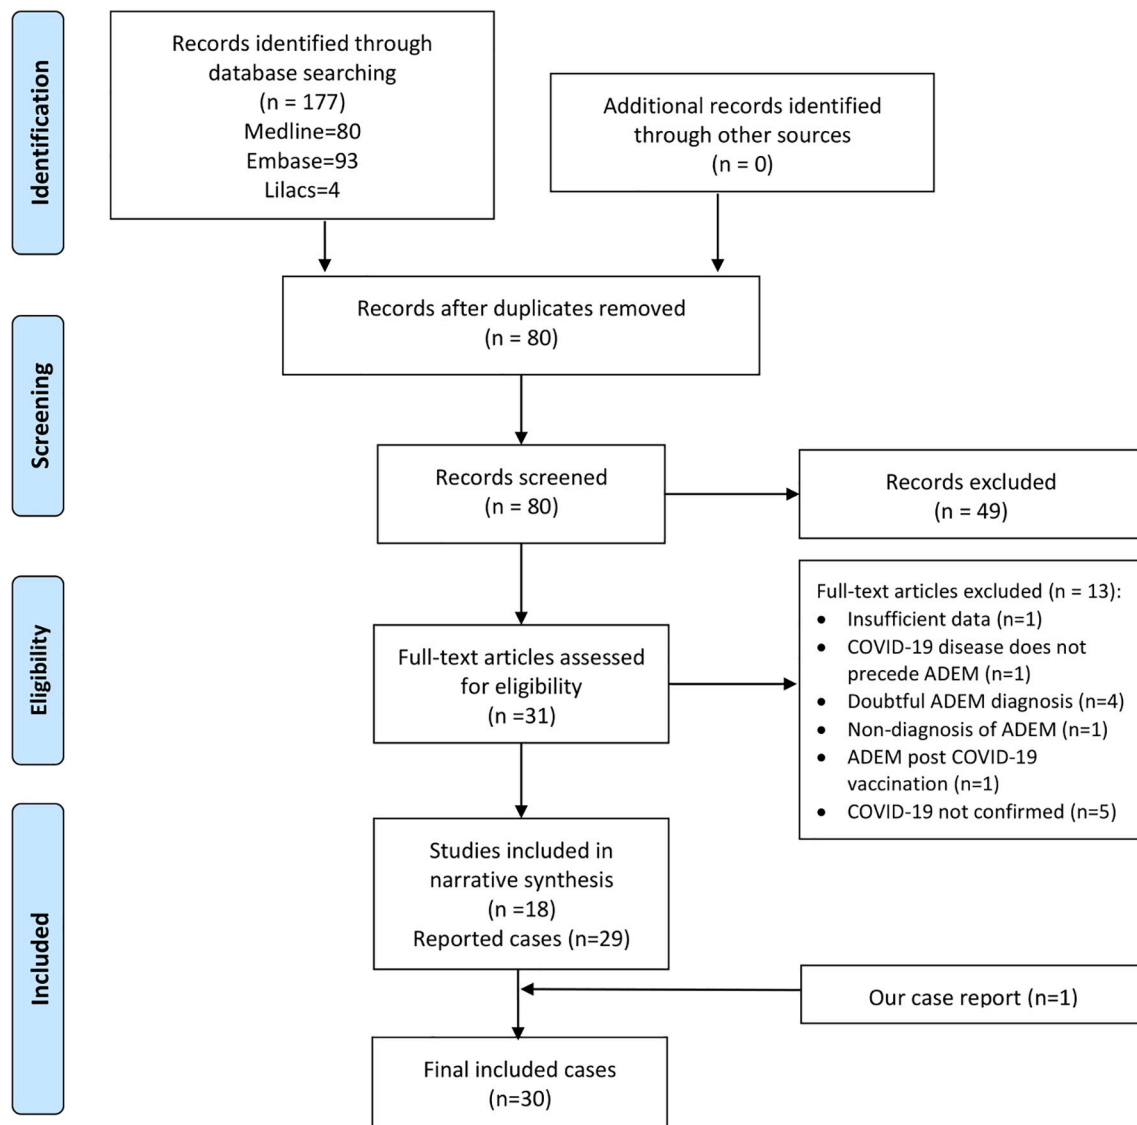 Identification
Records identified through
database searching
(n = 177)
Medline=80
Embase=93
Lilacs=4
Additional records identified
through other sources
(n = 0)
Records after duplicates removed
(n = 80)
Screening
Records screened
(n = 80)
Records excluded
(n = 49)
Eligibility
Full-text articles assessed
for eligibility
(n =31)
Full-text articles excluded (n = 13):
• Insufficient data (n=1)
• COVID-19 disease does not
precede ADEM (n=1)
• Doubtful ADEM diagnosis (n=4)
• Non-diagnosis of ADEM (n=1)
• ADEM post COVID-19
vaccination (n=1)
• COVID-19 not confirmed (n=5)
Included
Studies included in
narrative synthesis
(n =18)
Reported cases (n=29)
Our case report (n=1)
Final included cases
(n=30)